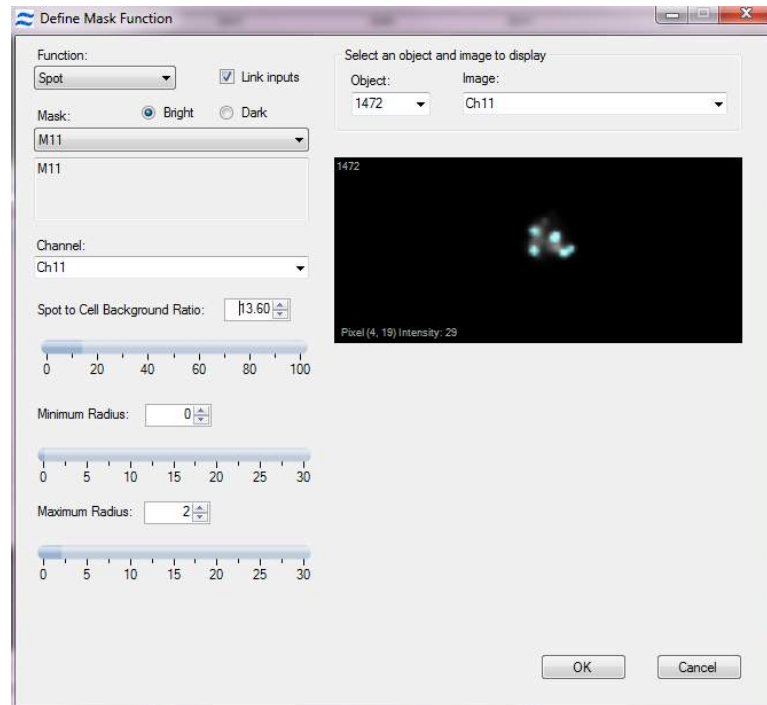 Define Mask Function
Function:
Spot
Link inputs
Mask:
Bright
Dark
M11
M11
Channel:
Ch11
Spot to Cell Background Ratio:
13.60
0 20 40 60 80 100
Minimum Radius:
0
0 5 10 15 20 25 30
Maximum Radius:
2
0 5 10 15 20 25 30
Select an object and image to display
Object:
Image:
1472
Ch11
1472
Pixel (4, 19) Intensity: 29
OK
Cancel